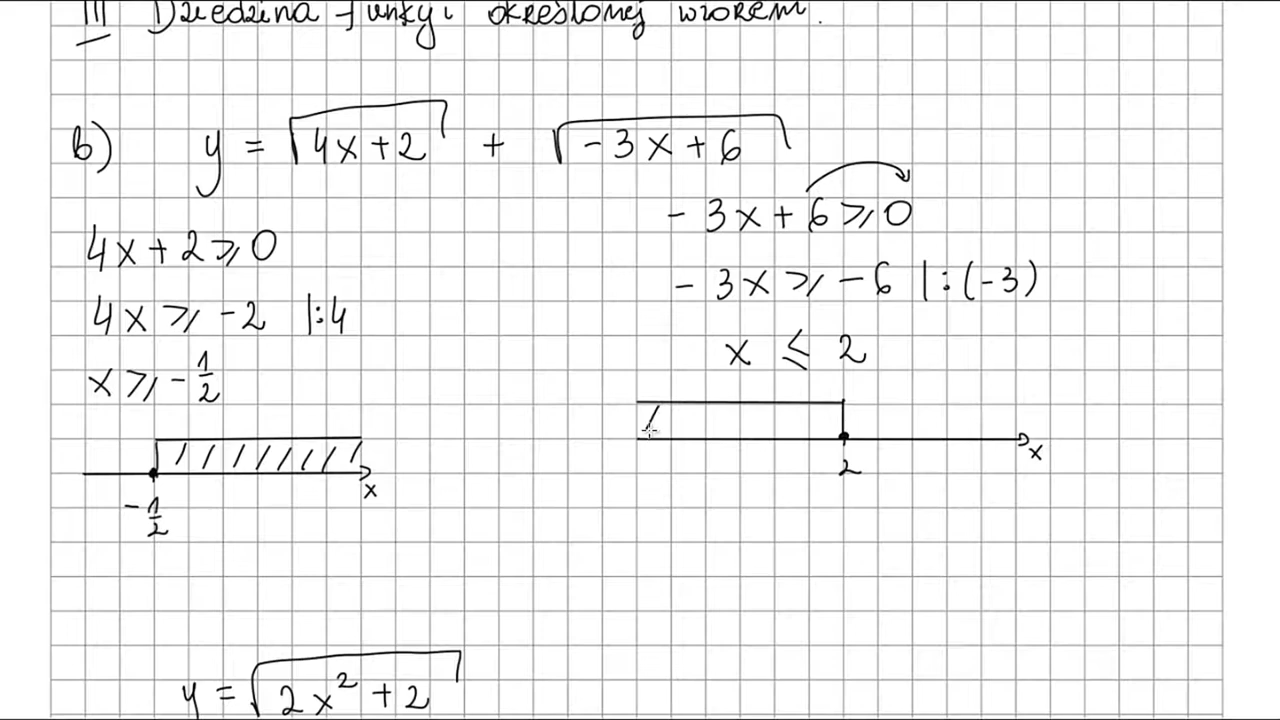 III Dziedzina funkcji określonej wzorem.
b) y = √(4x+2) + √(-3x+6)
4x+2⩾0
4x ⩾ -2 |:4
x ⩾ -1/2
-1/2 x
-3x+6⩾0
-3x ⩾ -6 |:(-3)
x ≤ 2
2 x
y = √(2x²+2)